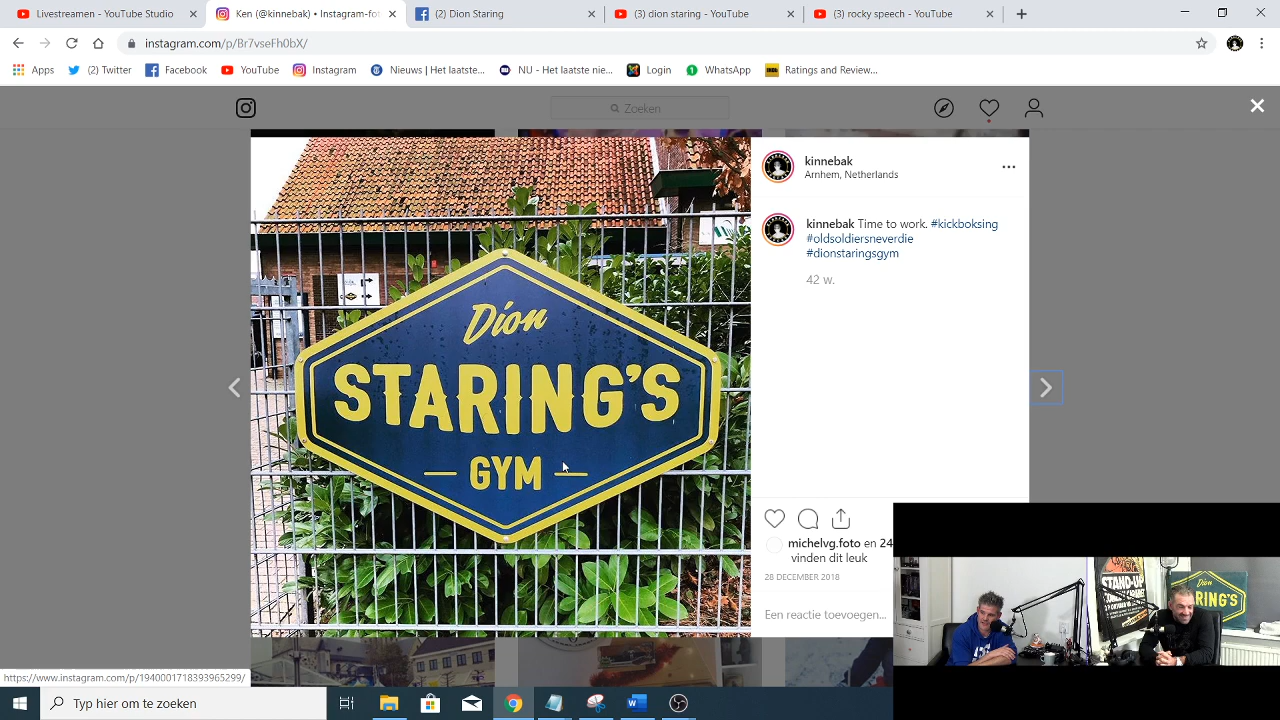 Livestreamen - YouTube Studio
Ken (@kinnebak) • Instagram-fot
(2) Dion Staring
(3) dion staring - YouTube
(3) rocky speech - YouTube
instagram.com/p/Br7vseFh0bX/
Apps
(2) Twitter
Facebook
YouTube
Instagram
Nieuws | Het laatste...
NU - Het laatste nie...
Login
WhatsApp
Ratings and Review...
Zoeken
kinnebak
Arnhem, Netherlands
kinnebak Time to work. #kickboksing
#oldsoldiersneverdie
#dionstaringsgym
42 w.
Dion
STARING'S
GYM
michelvg.foto en 24
vinden dit leuk
28 DECEMBER 2018
Een reactie toevoegen...
STAND-UP
Dion
RING'S
https://www.instagram.com/p/1940001718393965299/
Typ hier om te zoeken